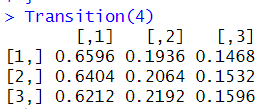 > Transition(4)
[,1] [,2] [,3]
[1,] 0.6596 0.1936 0.1468
[2,] 0.6404 0.2064 0.1532
[3,] 0.6212 0.2192 0.1596